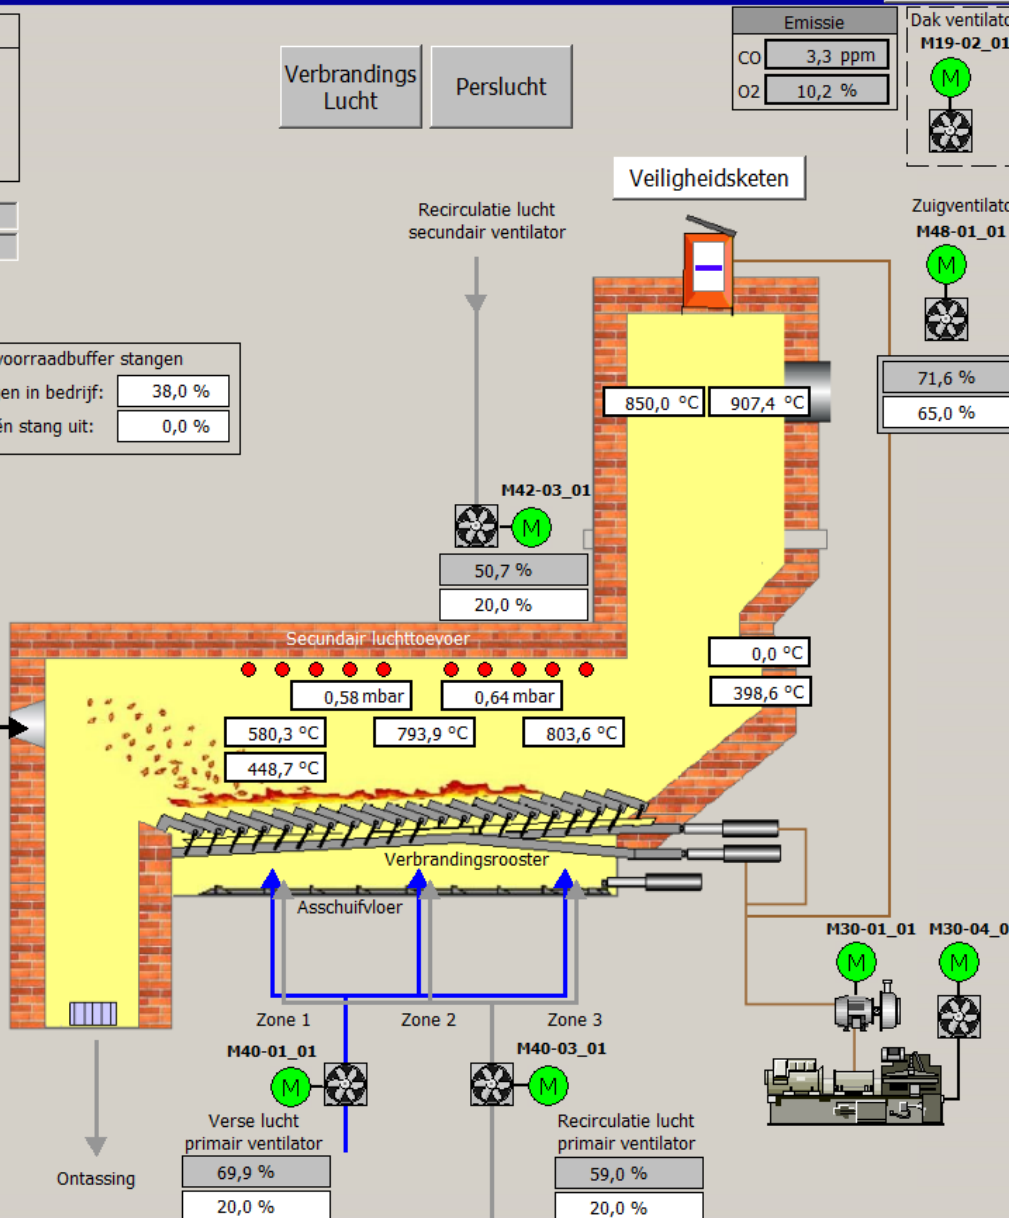 Emissie
CO 3,3 ppm
O2 10,2 %
Dak ventilato
M19-02_01
M
Verbrandings
Lucht
Perslucht
Veiligheidsketen
Recirculatie lucht
secundair ventilator
Zuigventilato
M48-01_01
M
71,6 %
65,0 %
voorraadbuffer stangen
en in bedrijf: 38,0 %
én stang uit: 0,0 %
850,0 °C 907,4 °C
M42-03_01
M
50,7 %
20,0 %
Secundair luchttoevoer
0,58 mbar 0,64 mbar
580,3 °C 793,9 °C 803,6 °C
448,7 °C
0,0 °C
398,6 °C
Verbrandingsrooster
Asschuifvloer
Zone 1 Zone 2 Zone 3
M30-01_01 M30-04_0
M M
M40-01_01
M
M40-03_01
M
Verse lucht
primair ventilator
69,9 %
20,0 %
Recirculatie lucht
primair ventilator
59,0 %
20,0 %
Ontassing